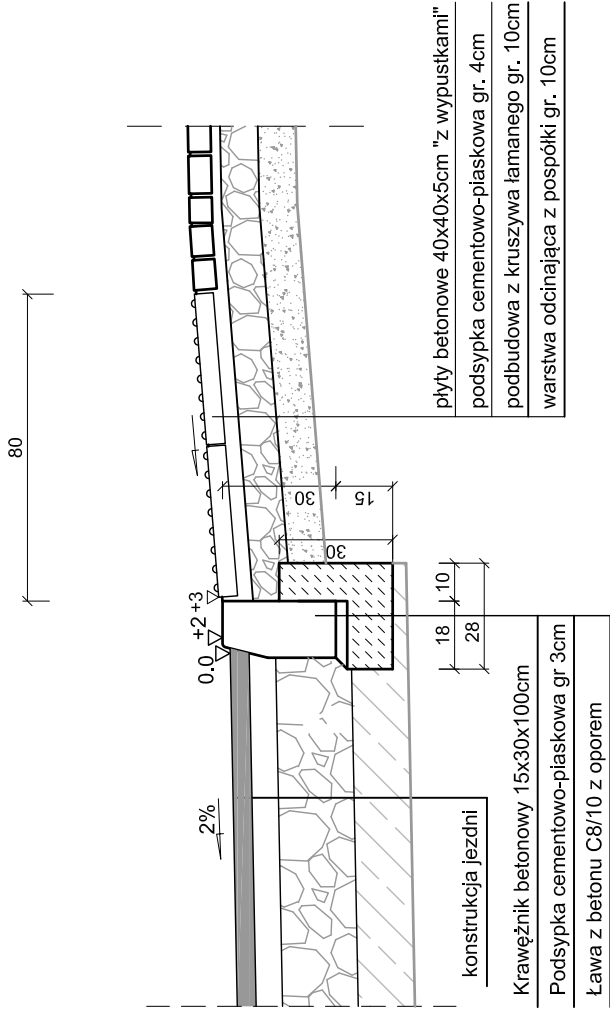 80
płyty betonowe 40x40x5cm "z wypustkami"
podsypka cementowo-piaskowa gr. 4cm
podbudowa z kruszywa łamanego gr. 10cm
warstwa odcinająca z pospółki gr. 10cm
0.0
+2
+3
2%
30
15
30
18
10
28
konstrukcja jezdni
Krawężnik betonowy 15x30x100cm
Podsypka cementowo-piaskowa gr 3cm
Ława z betonu C8/10 z oporem